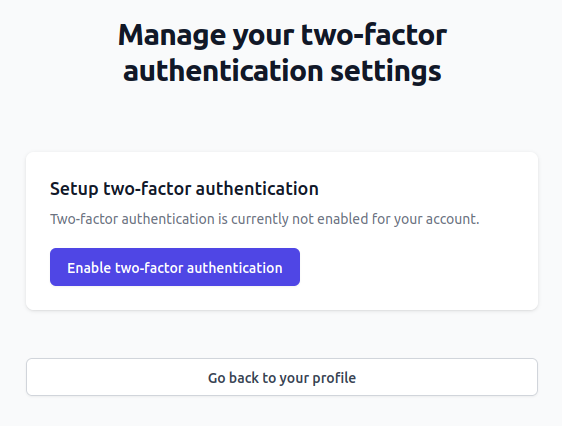 Manage your two-factor
authentication settings
Setup two-factor authentication
Two-factor authentication is currently not enabled for your account.
Enable two-factor authentication
Go back to your profile